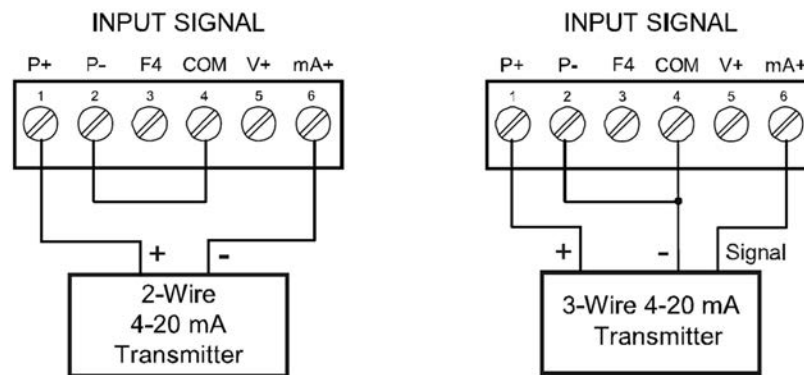 INPUT SIGNAL
P+ P- F4 COM V+ mA+
1 2 3 4 5 6
+ -
2-Wire
4-20 mA
Transmitter
INPUT SIGNAL
P+ P- F4 COM V+ mA+
1 2 3 4 5 6
+ - Signal
3-Wire 4-20 mA
Transmitter